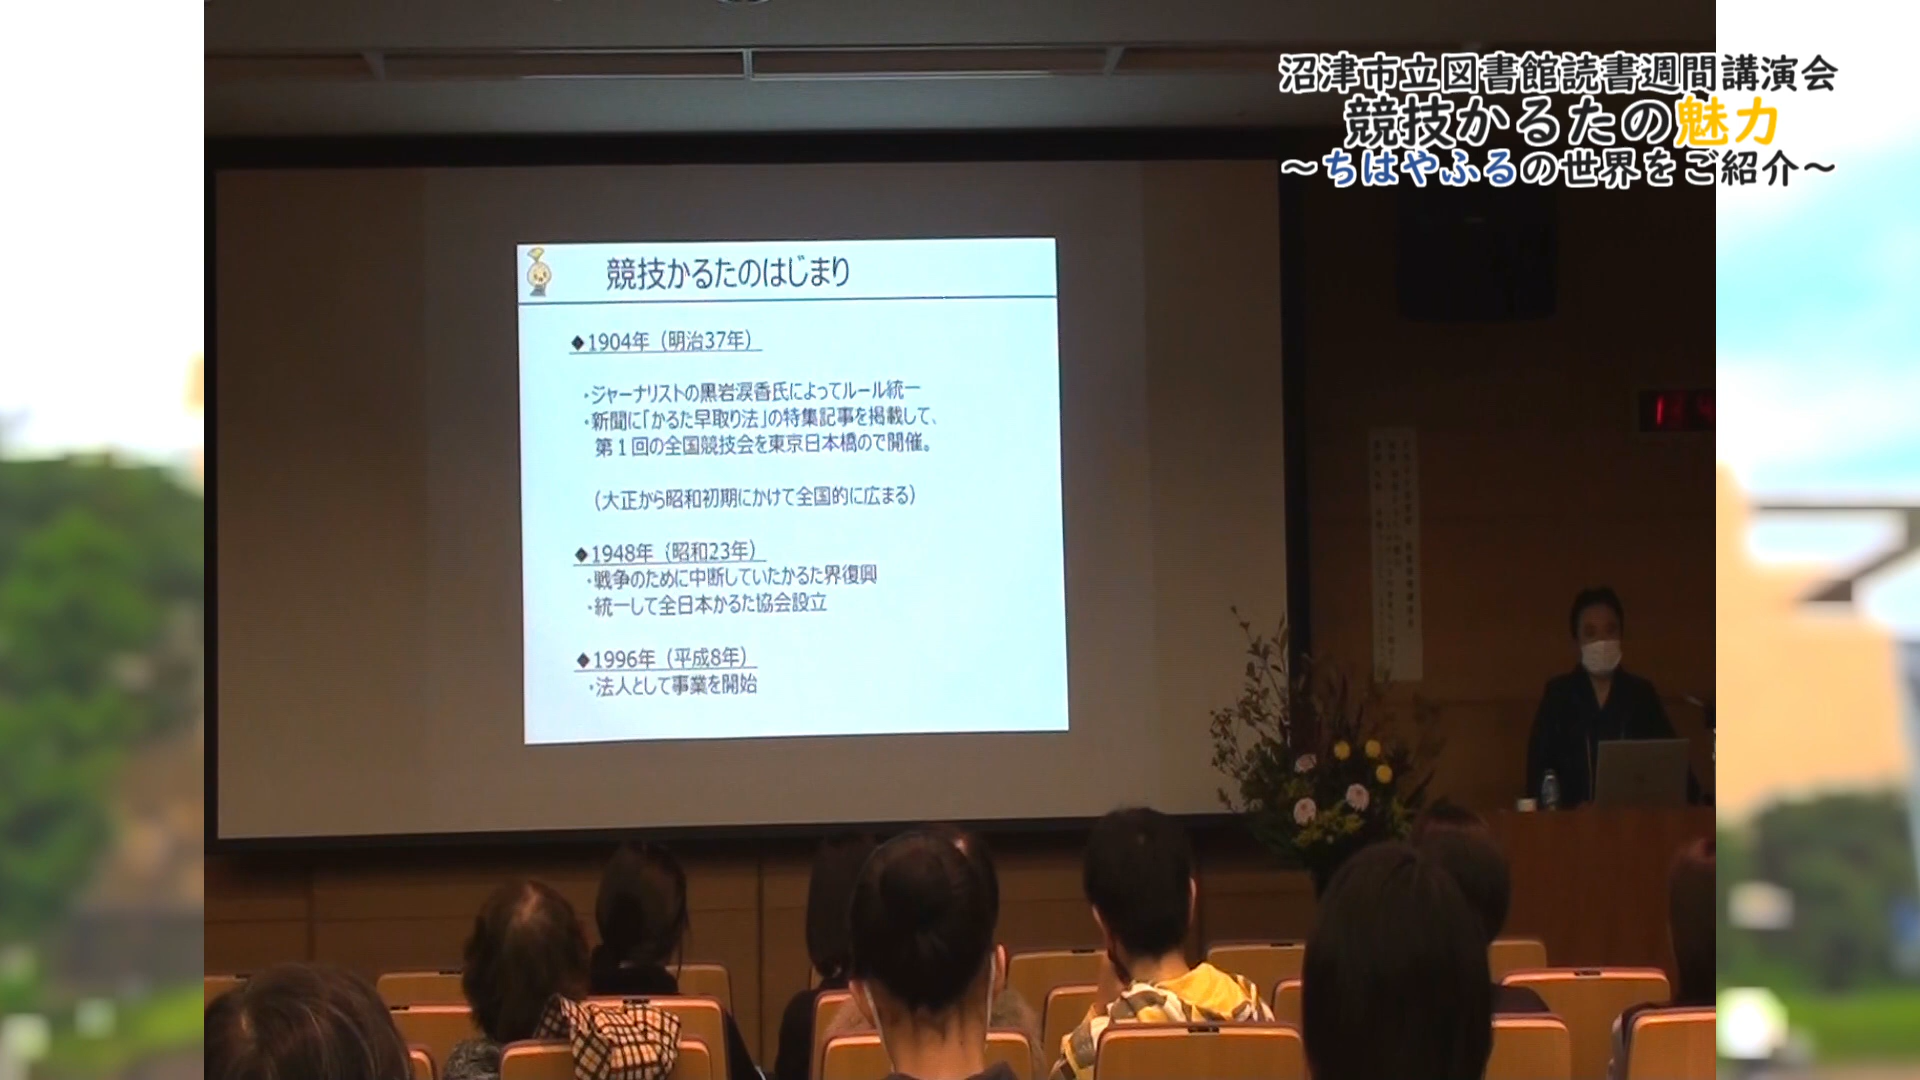 沼津市立図書館読書週間講演会
競技かるたの魅力
～ちはやふるの世界をご紹介～
競技かるたのはじまり
◆1904年（明治37年）
・ジャーナリストの黒岩涙香氏によってルール統一
・新聞に「かるた早取り法」の特集記事を掲載して、
第1回の全国競技会を東京日本橋ので開催。
（大正から昭和初期にかけて全国的に広まる）
◆1948年（昭和23年）
・戦争のために中断していたかるた界復興
・統一して全日本かるた協会設立
◆1996年（平成8年）
・法人として事業を開始